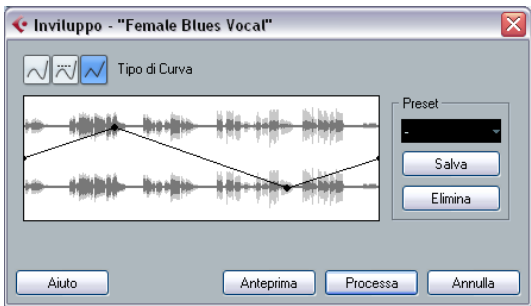 Inviluppo - "Female Blues Vocal"
Tipo di Curva
Preset
-
Salva
Elimina
Aiuto
Anteprima
Processa
Annulla